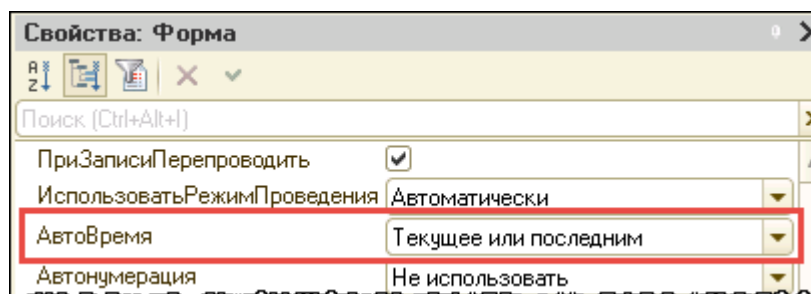 Свойства: Форма
Поиск (Ctrl+Alt+I)
ПриЗаписиПерепроводить
ИспользоватьРежимПроведения Автоматически
АвтоВремя Текущее или последним
Автонумерация Не использовать